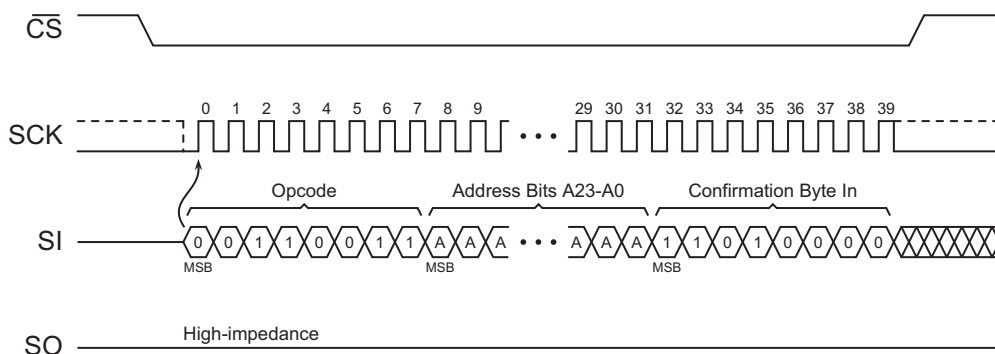 CS
0 1 2 3 4 5 6 7 8 9 29 30 31 32 33 34 35 36 37 38 39
SCK
Opcode Address Bits A23-A0 Confirmation Byte In
SI 0 0 1 1 0 0 1 1 A A A A A A 1 1 0 1 0 0 0 0
MSB MSB MSB
High-impedance
SO